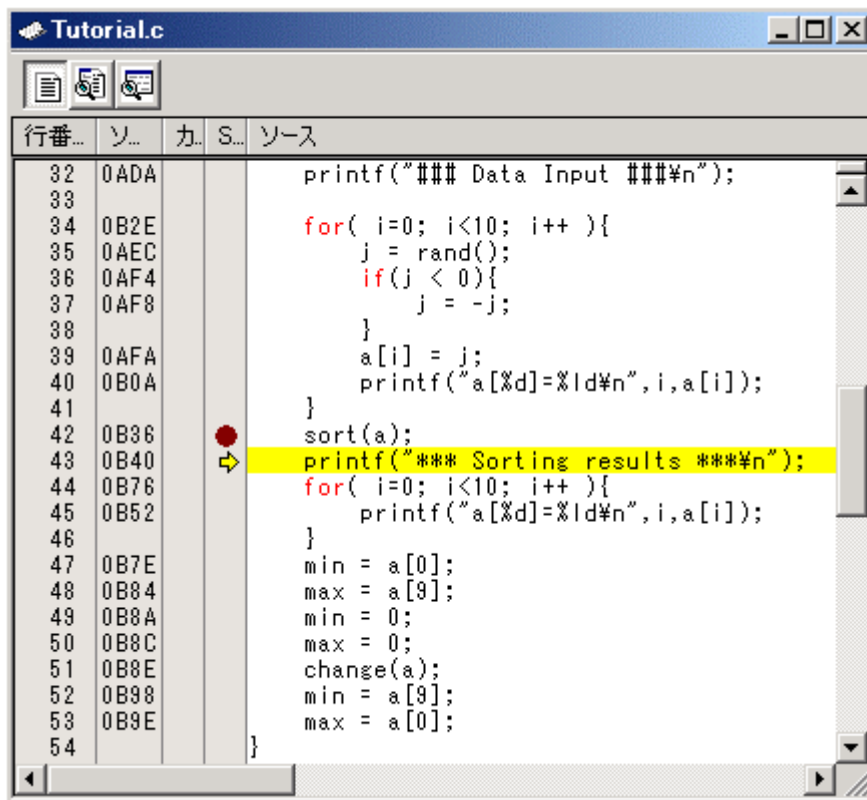 Tutorial.c
行番... ソ... カ.. S... ソース
32 0ADA printf("### Data Input ###¥n");
33
34 0B2E for( i=0; i<10; i++ ){
35 0AEC j = rand();
36 0AF4 if(j < 0){
37 0AF8 j = -j;
38 }
39 0AFA a[i] = j;
40 0B0A printf("a[%d]=%ld¥n",i,a[i]);
41 }
42 0B36 sort(a);
43 0B40 printf("*** Sorting results ***¥n");
44 0B76 for( i=0; i<10; i++ ){
45 0B52 printf("a[%d]=%ld¥n",i,a[i]);
46 }
47 0B7E min = a[0];
48 0B84 max = a[9];
49 0B8A min = 0;
50 0B8C max = 0;
51 0B8E change(a);
52 0B98 min = a[9];
53 0B9E max = a[0];
54 }